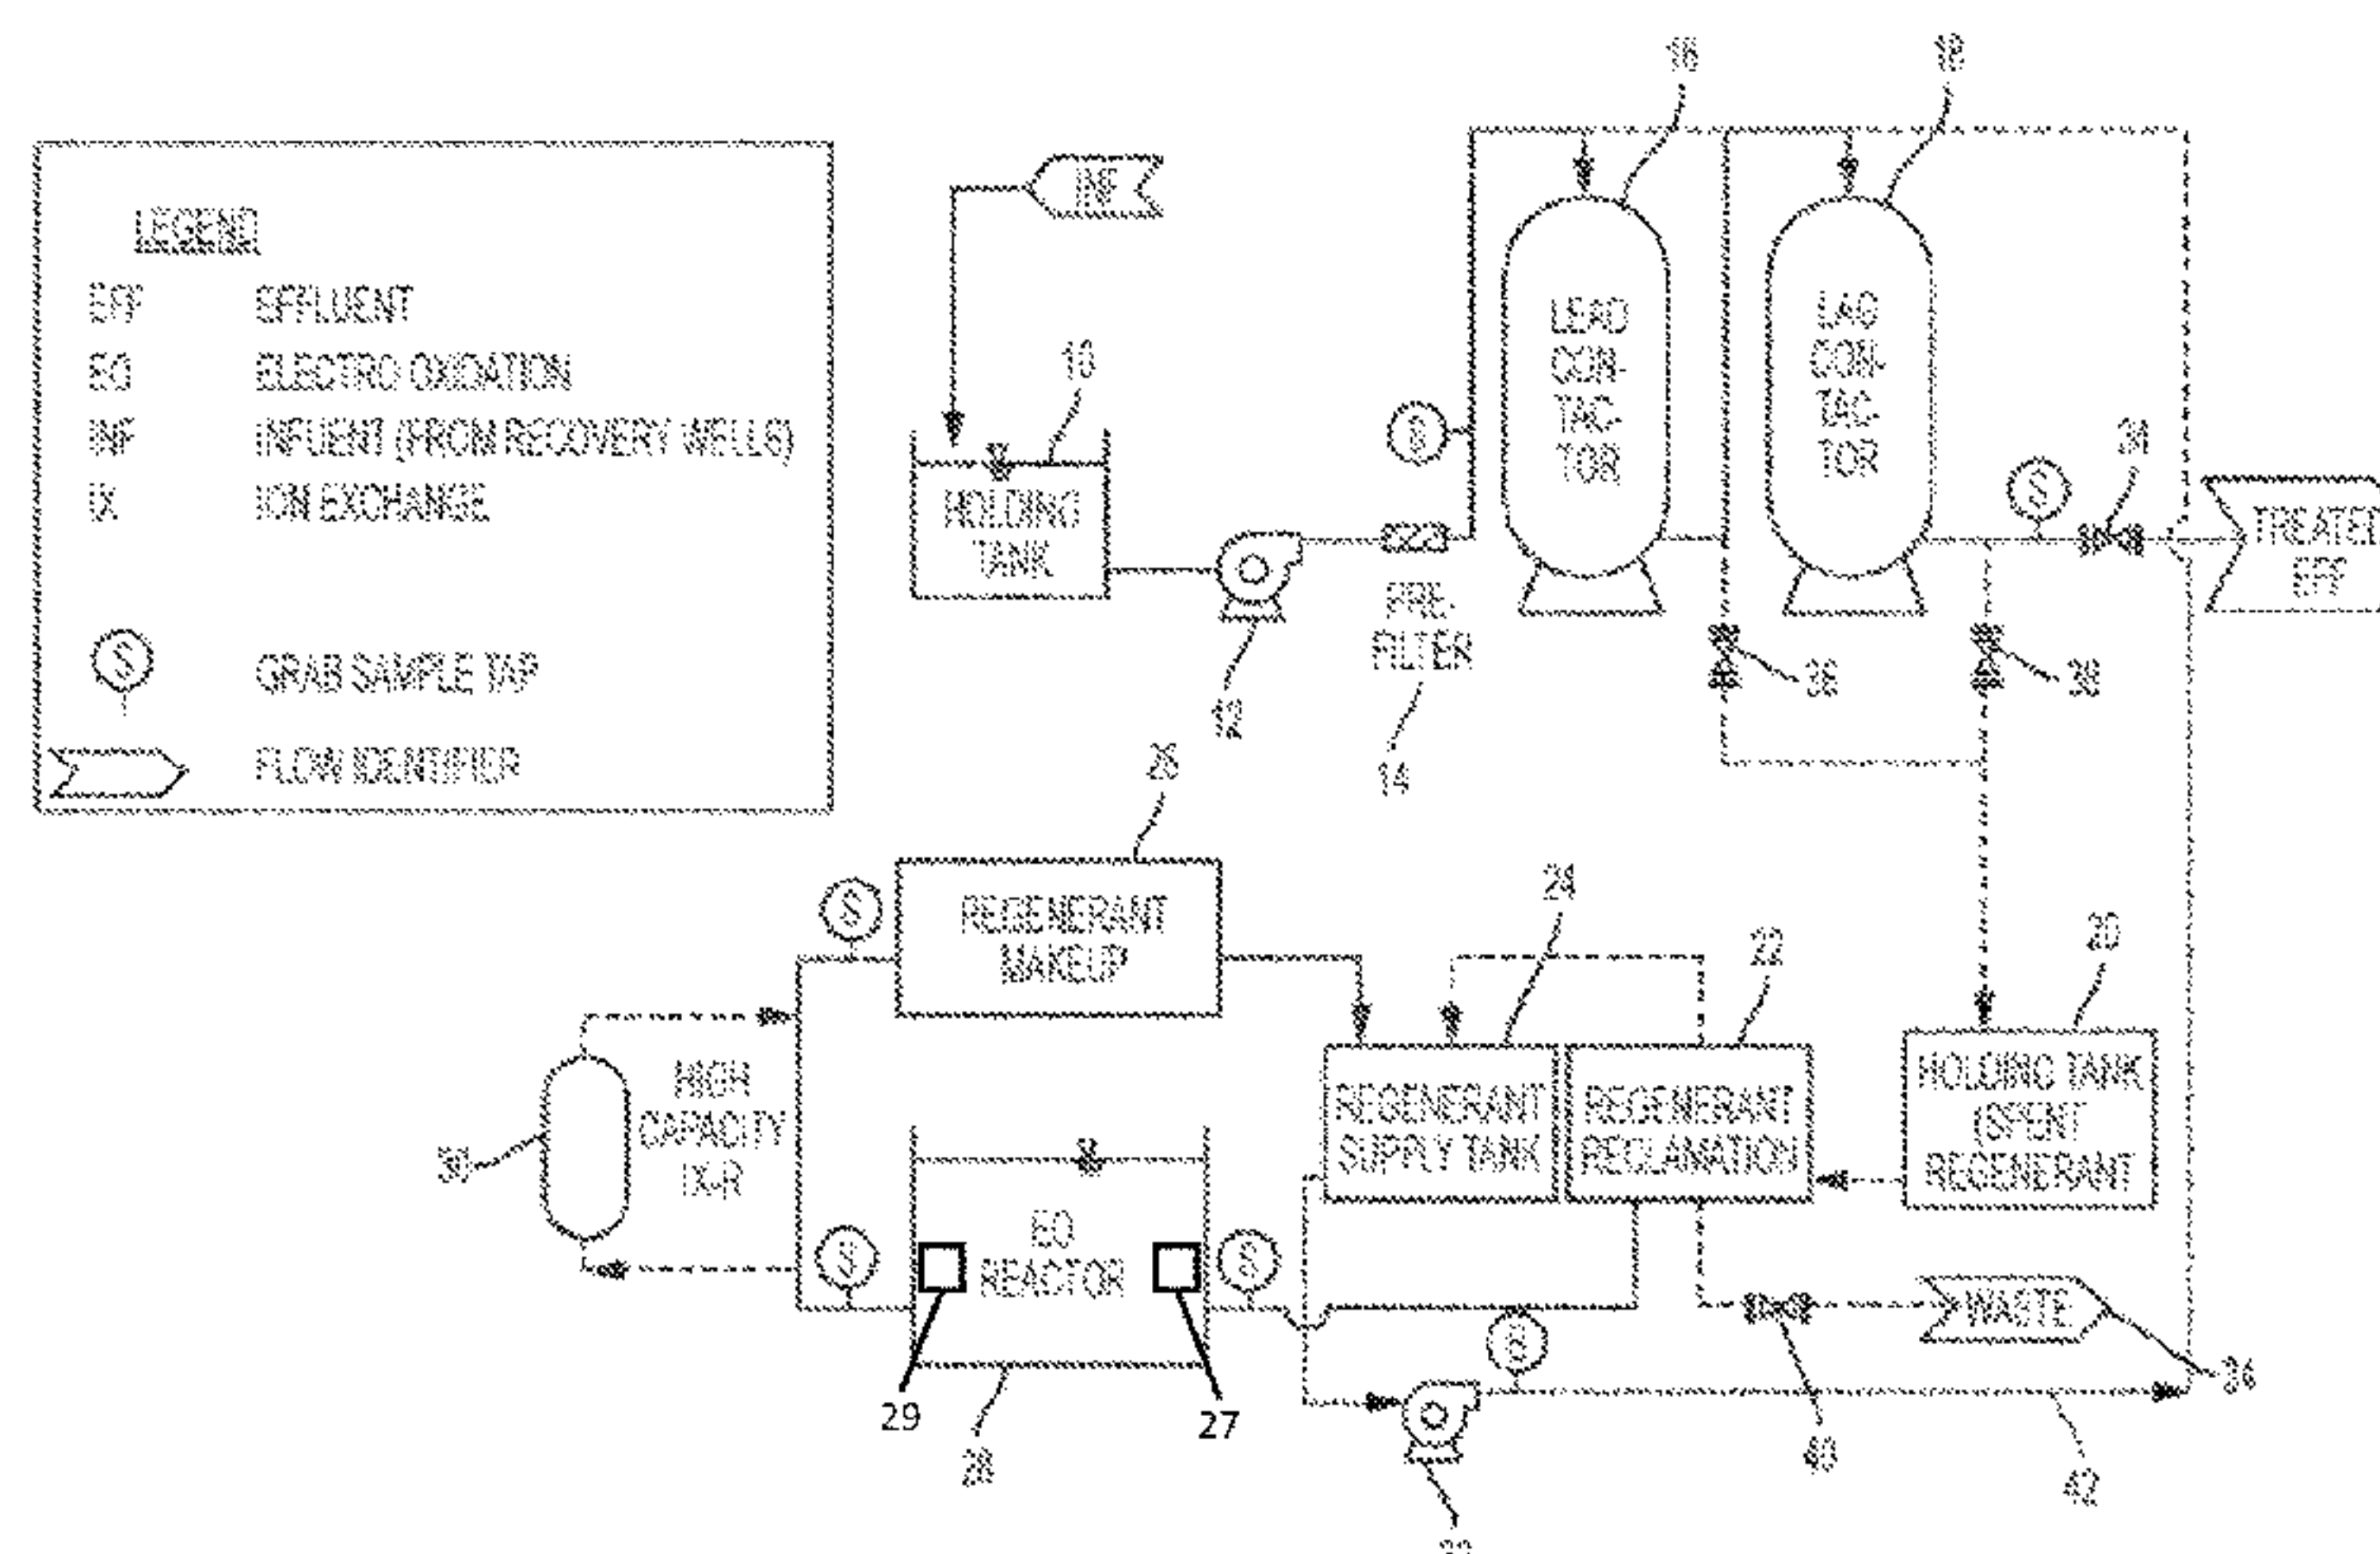 16
18
INF
LEGEND
EFF EFFLUENT
EO ELECTRO OXIDATION
INF INFUENT (FROM RECOVERY WELLS)
IX ION EXCHANGE
S GRAB SAMPLE TAP
FLOW IDENTIFIER
10
HOLDING
TANK
12
PRE-
FILTER
14
S
LEAD
CON-
TAC-
TOR
LAG
CON-
TAC-
TOR
S
TREATED
EFF
36
38
26
S
REGENERANT
MAKEUP
24
22
20
HIGH
CAPACITY
IX-R
30
REGENERANT
SUPPLY TANK
REGENERANT
RECLAMATION
HOLDING TANK
(SPENT
REGENERANT
S
EO
REACTOR
S
S
WASTE
29
27
28
40
42